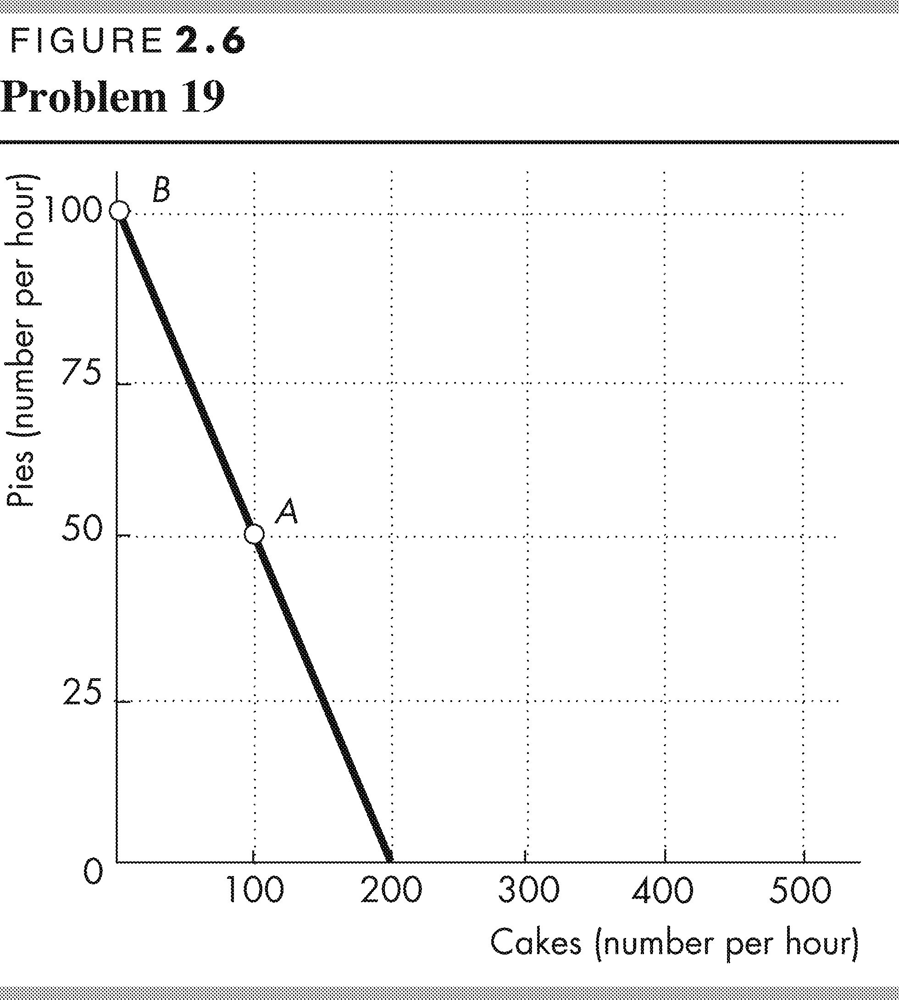 FIGURE 2.6
Problem 19
Pies (number per hour)
B
100
75
A
50
25
0
100 200 300 400 500
Cakes (number per hour)